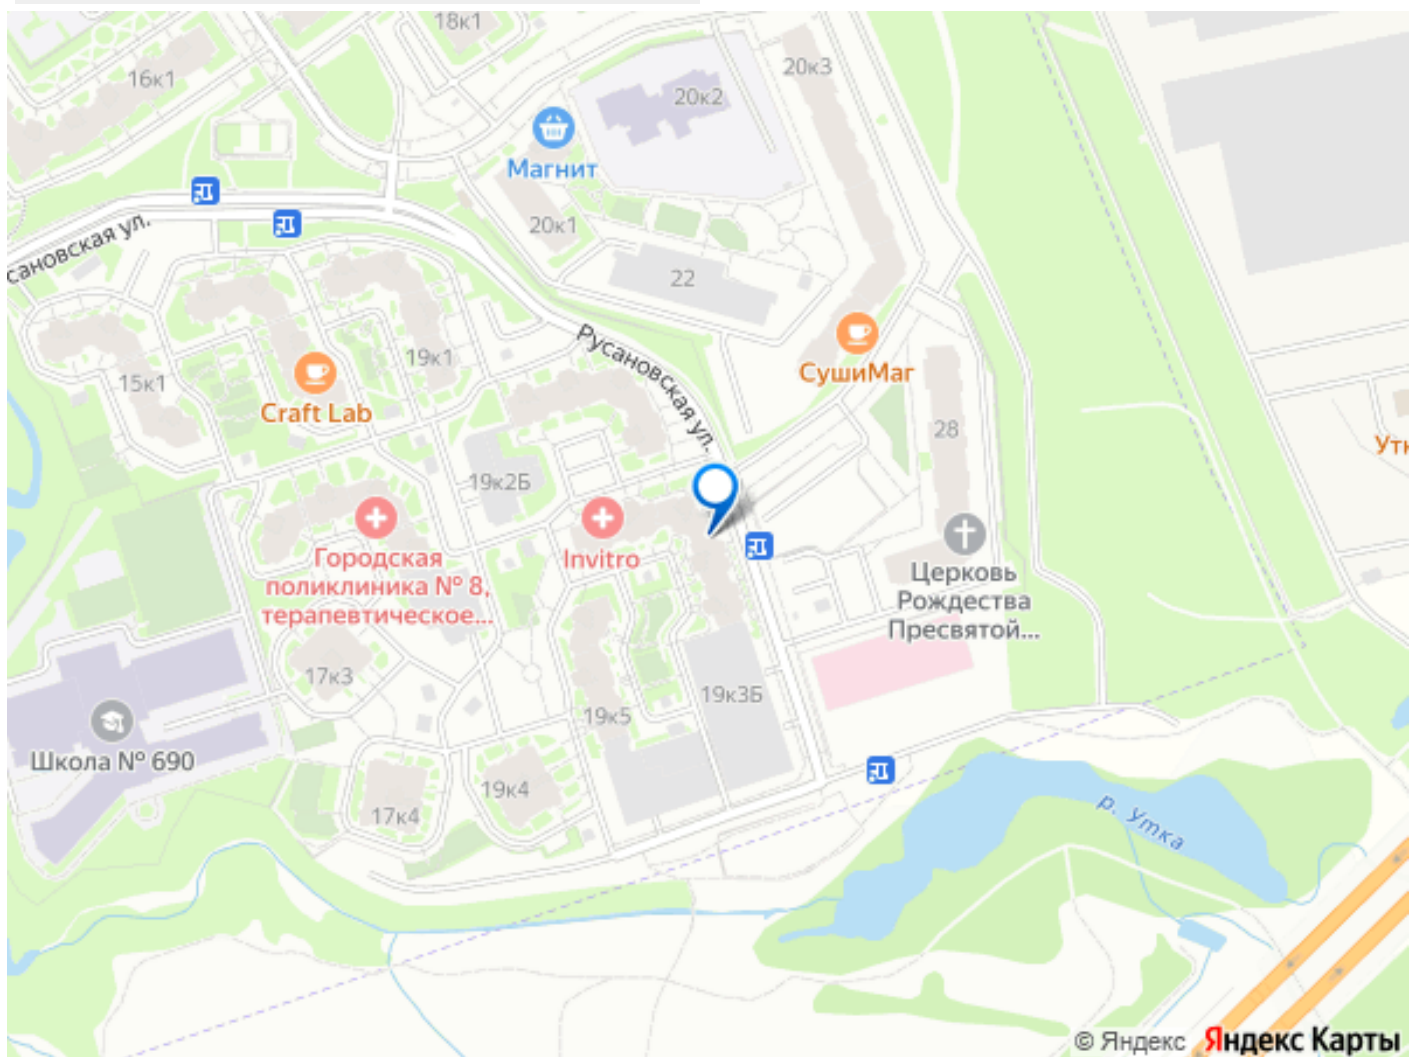 18к1
16к1
20к3
20к2
Магнит
20к1
сановская ул.
22
Русановская ул.
19к1
15к1
СушиМаг
Craft Lab
28
Утк
19к2Б
Городская
поликлиника № 8,
терапевтическое...
Invitro
Церковь
Рождества
Пресвятой...
17к3
19к3Б
19к5
Школа № 690
19к4
17к4
р. Утка
© Яндекс Яндекс Карты